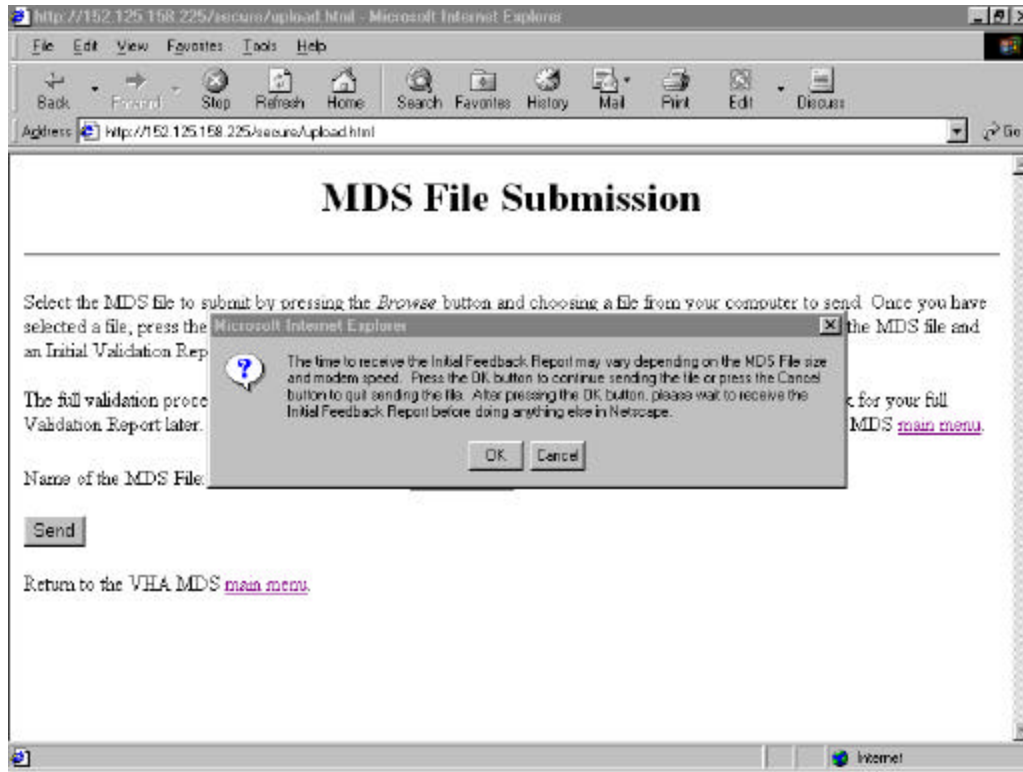 http://152.125.158.225/secure/upload.html - Microsoft Internet Explorer
File Edit View Favorites Tools Help
Back Forward Stop Refresh Home Search Favorites History Mail Print Edit Discuss
Address http://152.125.158.225/secure/upload.html Go
MDS File Submission
Select the MDS file to submit by pressing the Browse button and choosing a file from your computer to send. Once you have
selected a file, press the the MDS file and
an Initial Validation Rep
The full validation proce for your full
Validation Report later. MDS main menu.
Microsoft Internet Explorer
The time to receive the Initial Feedback Report may vary depending on the MDS File size
and modem speed. Press the OK button to continue sending the file or press the Cancel
button to quit sending the file. After pressing the OK button, please wait to receive the
Initial Feedback Report before doing anything else in Netscape.
OK Cancel
Name of the MDS File:
Send
Return to the VHA MDS main menu.
Internet